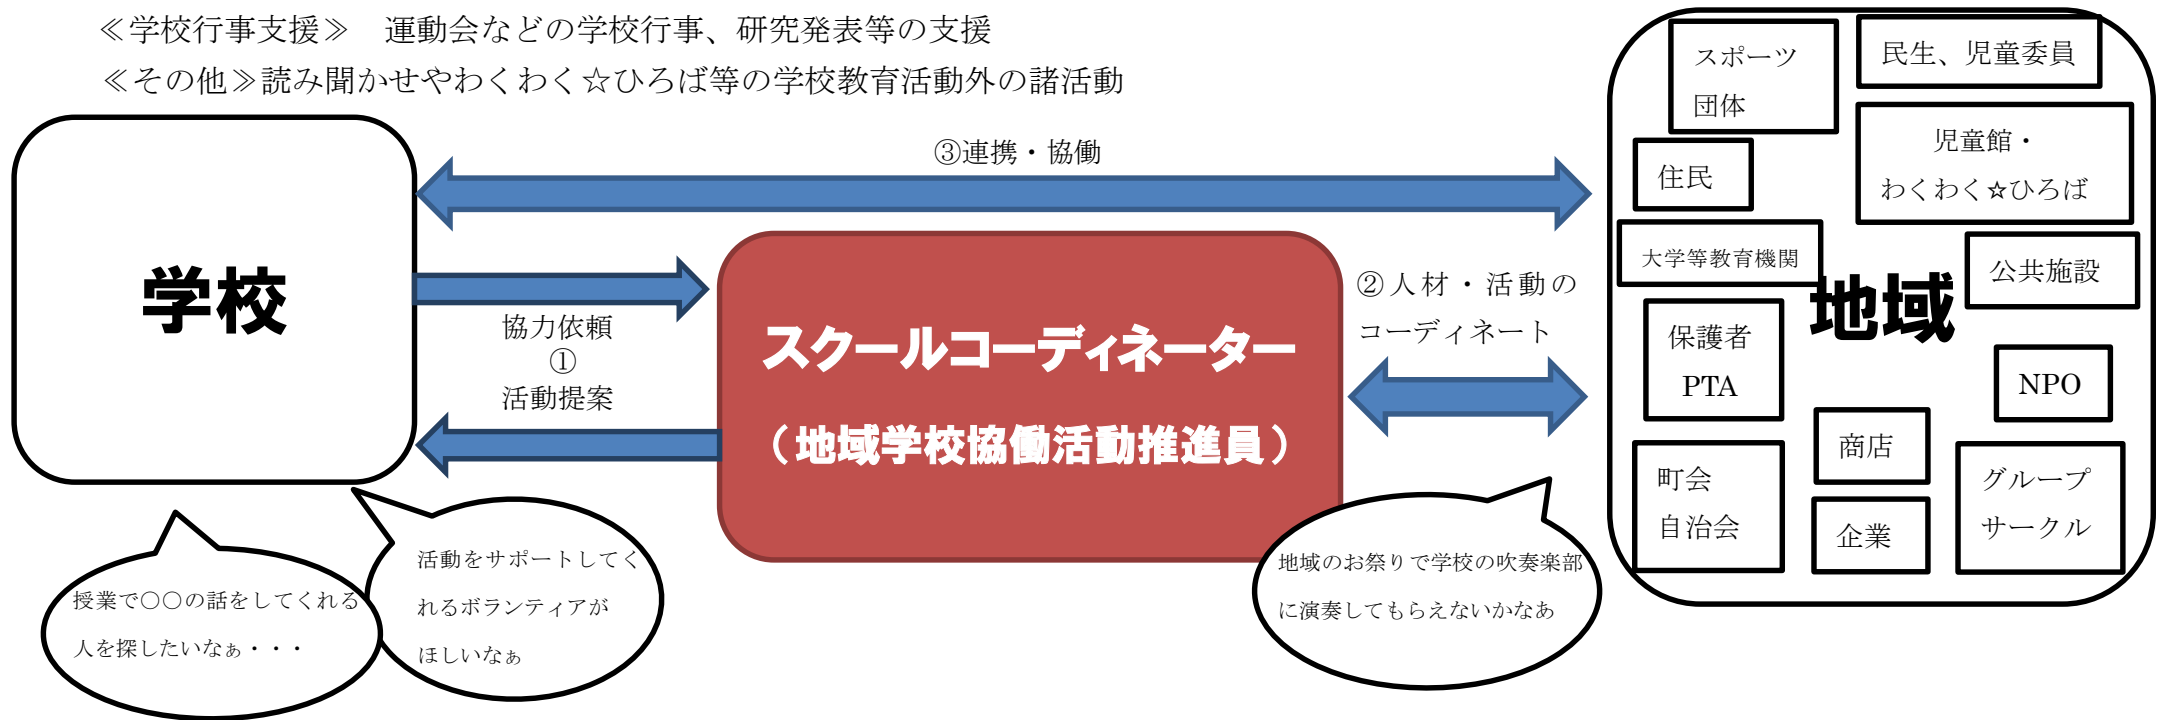 ≪学校行事支援≫　運動会などの学校行事、研究発表等の支援
≪その他≫読み聞かせやわくわく☆ひろば等の学校教育活動外の諸活動
学校
③連携・協働
協力依頼
①
活動提案
スクールコーディネーター
（地域学校協働活動推進員）
②人材・活動の
コーディネート
地域
スポーツ
団体
民生、児童委員
児童館・
わくわく☆ひろば
住民
大学等教育機関
公共施設
保護者
PTA
NPO
商店
町会
自治会
企業
グループ
サークル
授業で〇〇の話をしてくれる
人を探したいなぁ・・・
活動をサポートしてく
れるボランティアが
ほしいなぁ
地域のお祭りで学校の吹奏楽部
に演奏してもらえないかなあ